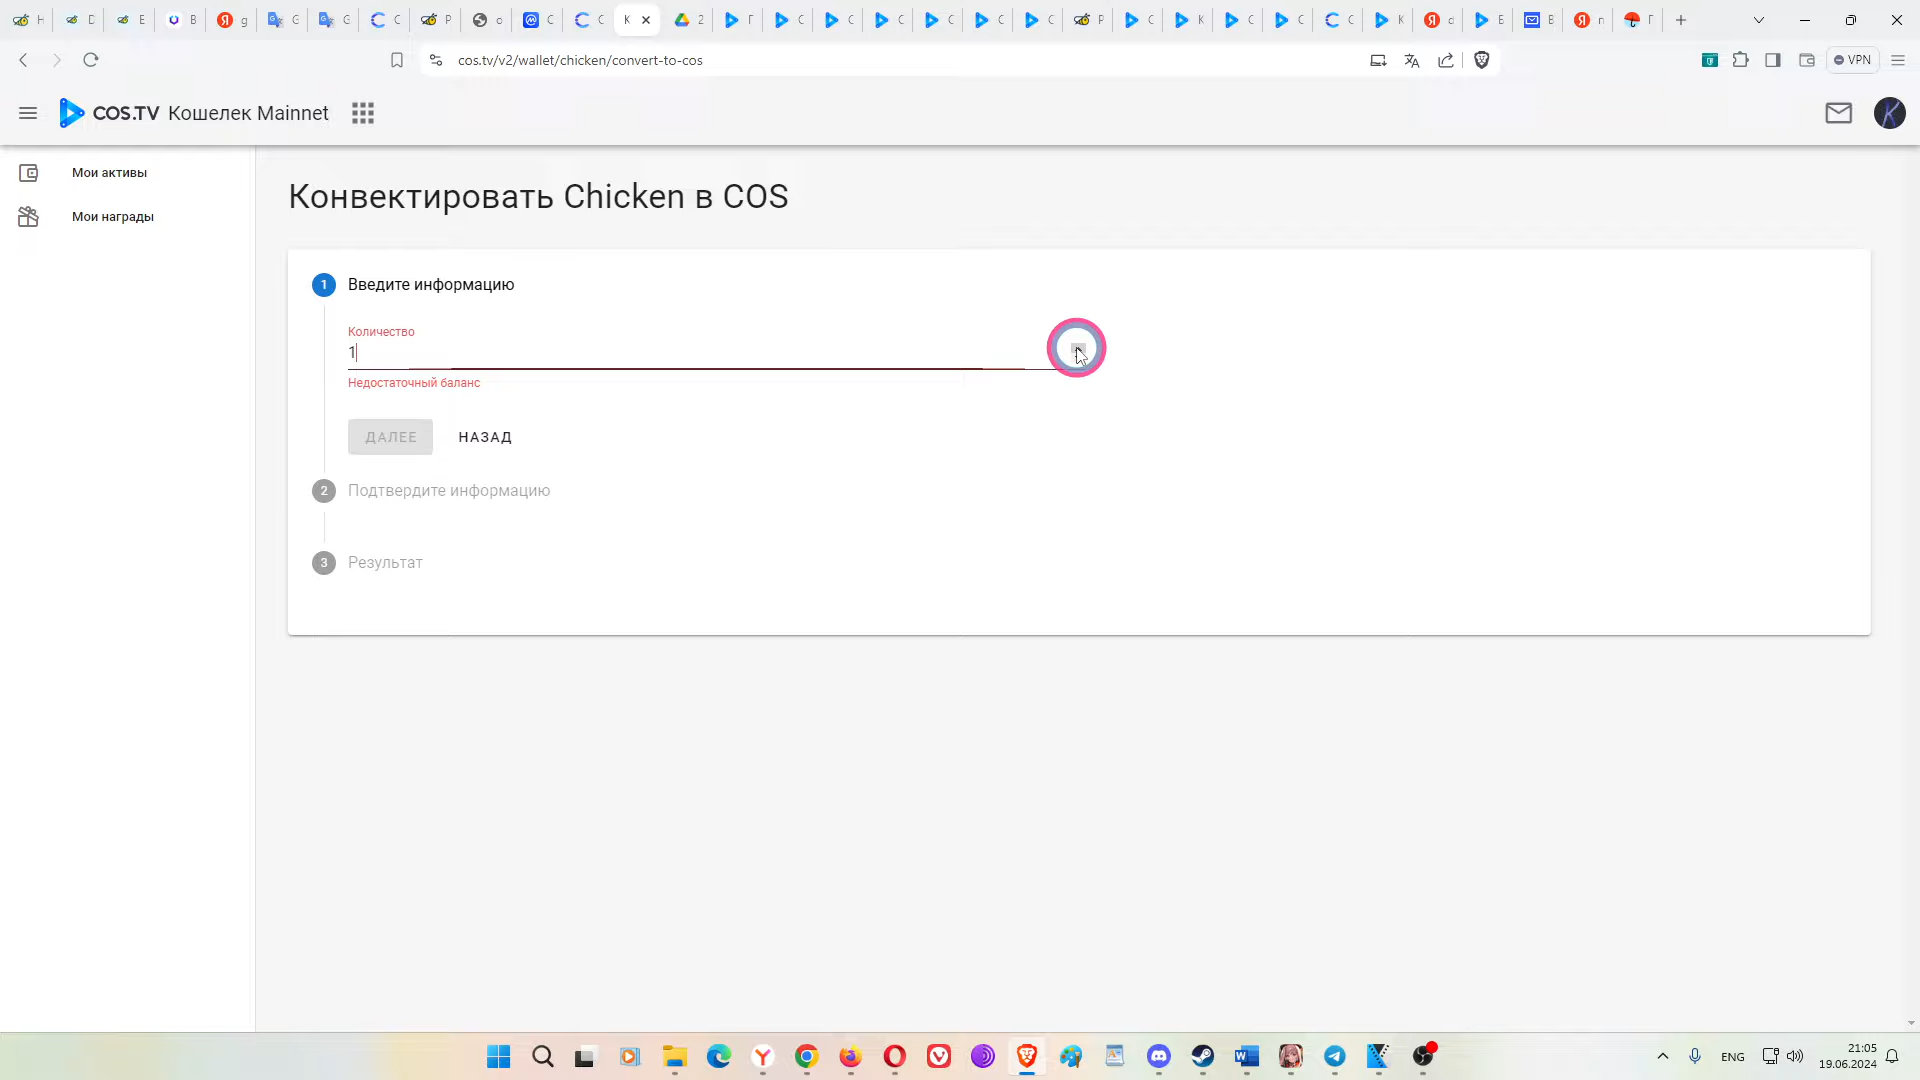 cos.tv/v2/wallet/chicken/convert-to-cos
VPN
COS.TV Кошелек Mainnet
Мои активы
Мои награды
Конвектировать Chicken в COS
1 Введите информацию
Количество
1
Недостаточный баланс
ДАЛЕЕ НАЗАД
2 Подтвердите информацию
3 Результат
ENG
21:05
19.06.2024